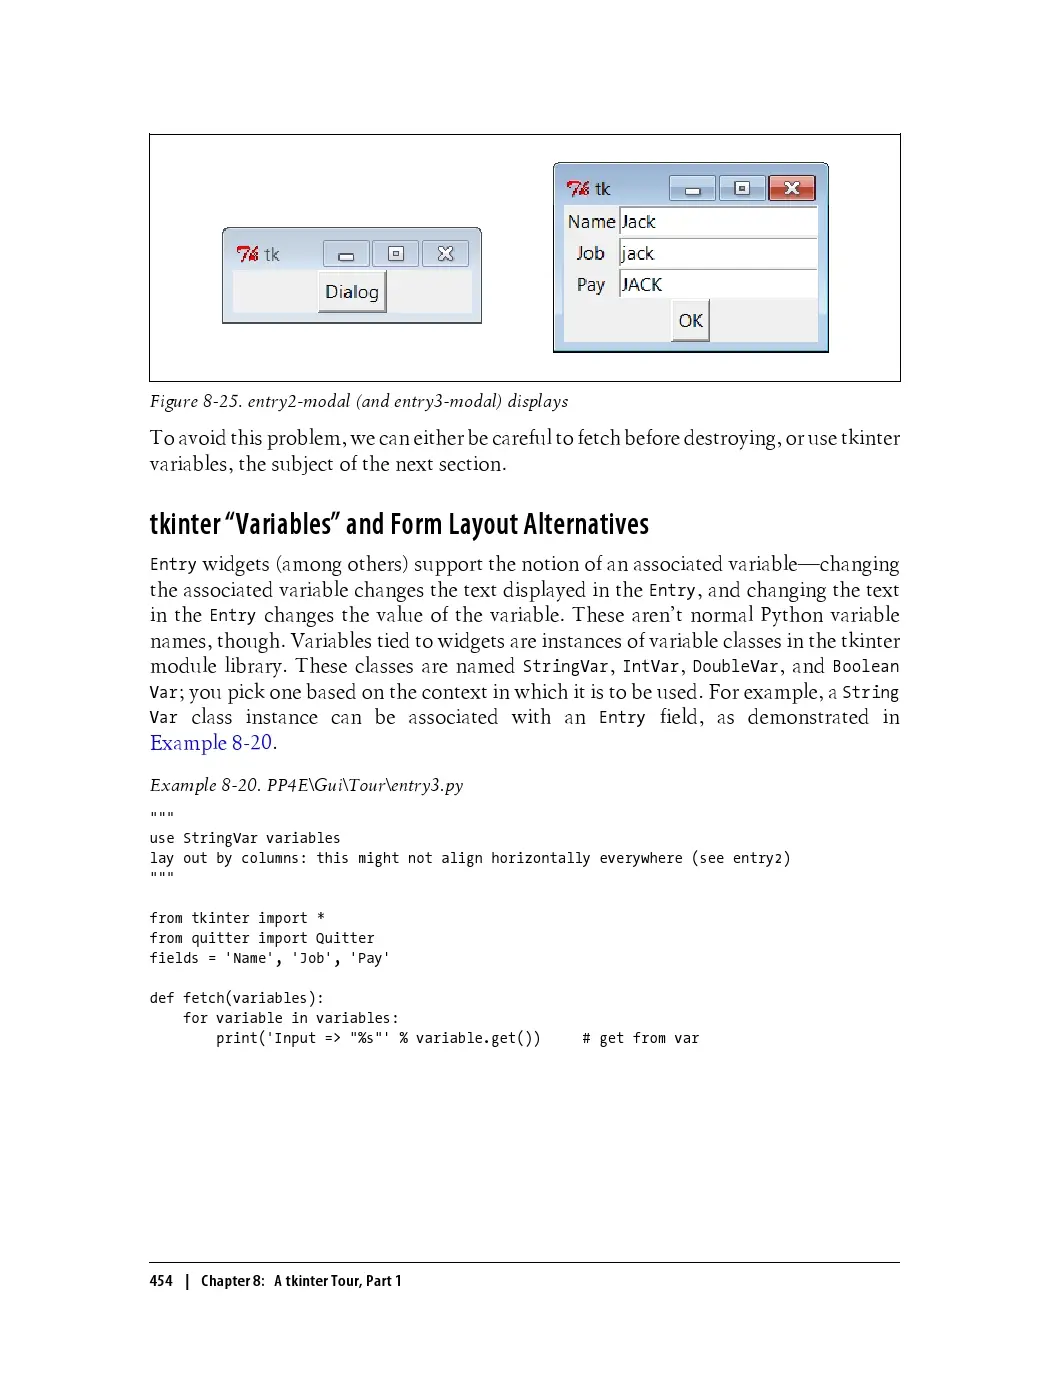 tk
Dialog
tk
Name Jack
Job jack
Pay JACK
OK
Figure 8-25. entry2-modal (and entry3-modal) displays
To avoid this problem, we can either be careful to fetch before destroying, or use tkinter
variables, the subject of the next section.
tkinter “Variables” and Form Layout Alternatives
Entry widgets (among others) support the notion of an associated variable—changing
the associated variable changes the text displayed in the Entry, and changing the text
in the Entry changes the value of the variable. These aren’t normal Python variable
names, though. Variables tied to widgets are instances of variable classes in the tkinter
module library. These classes are named StringVar, IntVar, DoubleVar, and Boolean
Var; you pick one based on the context in which it is to be used. For example, a String
Var class instance can be associated with an Entry field, as demonstrated in
Example 8-20.
Example 8-20. PP4E\Gui\Tour\entry3.py
"""
use StringVar variables
lay out by columns: this might not align horizontally everywhere (see entry2)
"""
from tkinter import *
from quitter import Quitter
fields = 'Name', 'Job', 'Pay'
def fetch(variables):
    for variable in variables:
        print('Input => "%s"' % variable.get())     # get from var
454 | Chapter 8: A tkinter Tour, Part 1